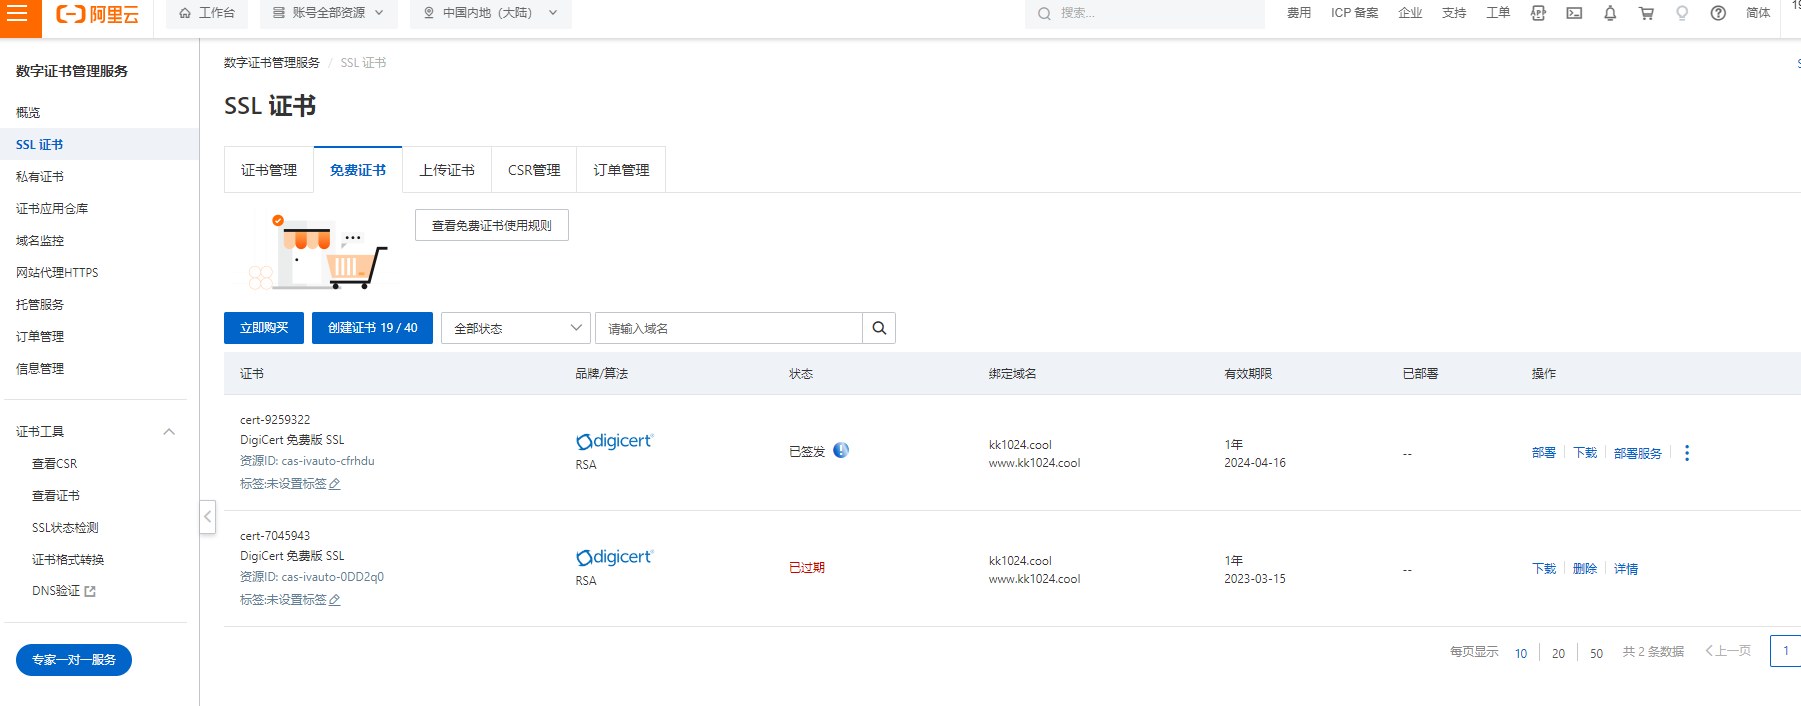 阿里云
工作台
账号全部资源
中国内地（大陆）
搜索...
费用
ICP 备案
企业
支持
工单
简体
数字证书管理服务
概览
SSL 证书
私有证书
证书应用仓库
域名监控
网站代理HTTPS
托管服务
订单管理
信息管理
证书工具
查看CSR
查看证书
SSL状态检测
证书格式转换
DNS验证
专家一对一服务
数字证书管理服务 / SSL 证书
SSL 证书
证书管理
免费证书
上传证书
CSR管理
订单管理
查看免费证书使用规则
立即购买
创建证书 19 / 40
全部状态
请输入域名
证书
品牌/算法
状态
绑定域名
有效期限
已部署
操作
cert-9259322
DigiCert 免费版 SSL
资源ID: cas-ivauto-cfrhdu
标签:未设置标签
digicert
RSA
已签发
kk1024.cool
www.kk1024.cool
1年
2024-04-16
--
部署
下载
部署服务
cert-7045943
DigiCert 免费版 SSL
资源ID: cas-ivauto-0DD2q0
标签:未设置标签
digicert
RSA
已过期
kk1024.cool
www.kk1024.cool
1年
2023-03-15
--
下载
删除
详情
每页显示
10
20
50
共 2 条数据
上一页
1